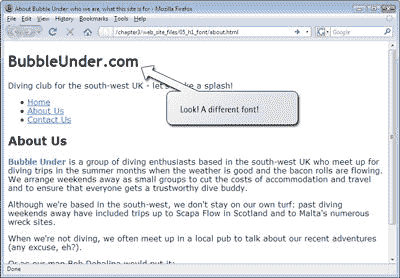 About Bubble Under: who we are, what this site is for - Mozilla Firefox
File Edit View History Bookmarks Tools Help
/chapter3/web_site_files/05_h1_font/about.html
Google
BubbleUnder.com
Diving club for the south-west UK - let's make a splash!
Look! A different font!
Home
About Us
Contact Us
About Us
Bubble Under is a group of diving enthusiasts based in the south-west UK who meet up for
diving trips in the summer months when the weather is good and the bacon rolls are flowing.
We arrange weekends away as small groups to cut the costs of accommodation and travel
and to ensure that everyone gets a trustworthy dive buddy.
Although we're based in the south-west, we don't stay on our own turf; past diving
weekends away have included trips up to Scapa Flow in Scotland and to Malta's numerous
wreck sites.
When we're not diving, we often meet up in a local pub to talk about our recent adventures
(any excuse, eh?).
Or as our man Bob Dobalina would put it:
Done